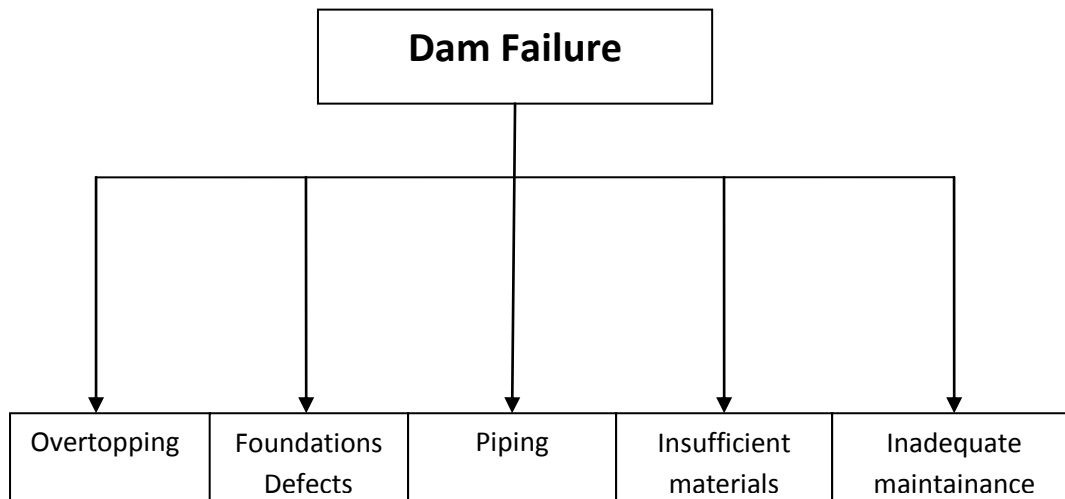 Dam Failure
Overtopping
Foundations
Defects
Piping
Insufficient
materials
Inadequate
maintainance